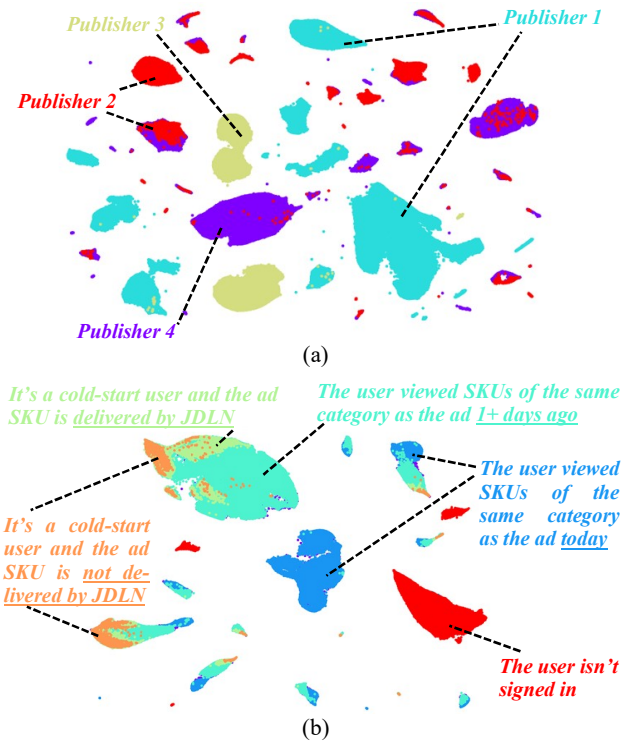 Publisher 3
Publisher 1
Publisher 2
Publisher 4
(a)
It's a cold-start user and the ad
SKU is delivered by JDLN
The user viewed SKUs of the same
category as the ad 1+ days ago
The user viewed
SKUs of the
same category
as the ad today
It's a cold-start
user and the ad
SKU is not de-
livered by JDLN
The user isn't
signed in
(b)